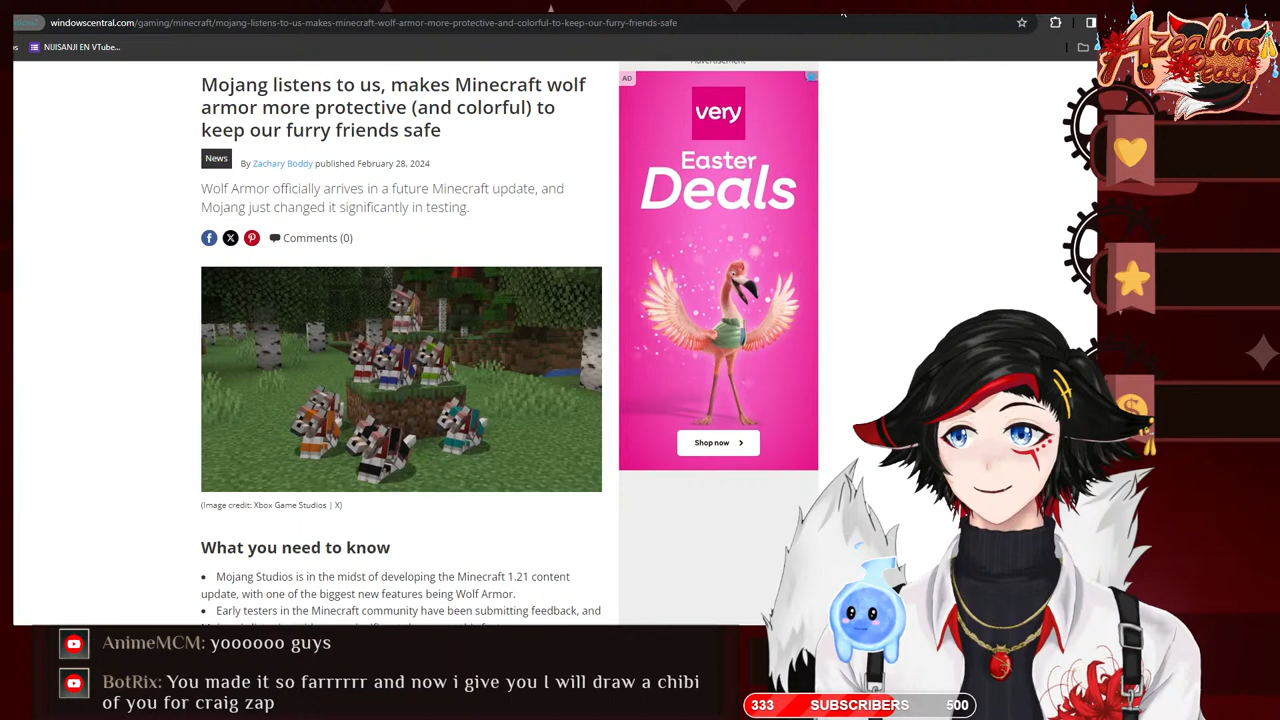 windowscentral.com/gaming/minecraft/mojang-listens-to-us-makes-minecraft-wolf-armor-more-protective-and-colorful-to-keep-our-furry-friends-safe
NIJISANJI EN VTube...
Azealous
Peach
Mojang listens to us, makes Minecraft wolf
armor more protective (and colorful) to
keep our furry friends safe
News
By Zachary Boddy published February 28, 2024
Wolf Armor officially arrives in a future Minecraft update, and
Mojang just changed it significantly in testing.
Comments (0)
Advertisement
AD
very
Easter
Deals
Shop now
(Image credit: Xbox Game Studios | X)
What you need to know
• Mojang Studios is in the midst of developing the Minecraft 1.21 content
update, with one of the biggest new features being Wolf Armor.
• Early testers in the Minecraft community have been submitting feedback, and
AnimeMCM: yoooooo guys
BotRix: You made it so farrrrrr and now i give you I will draw a chibi
of you for craig zap
333 SUBSCRIBERS 500